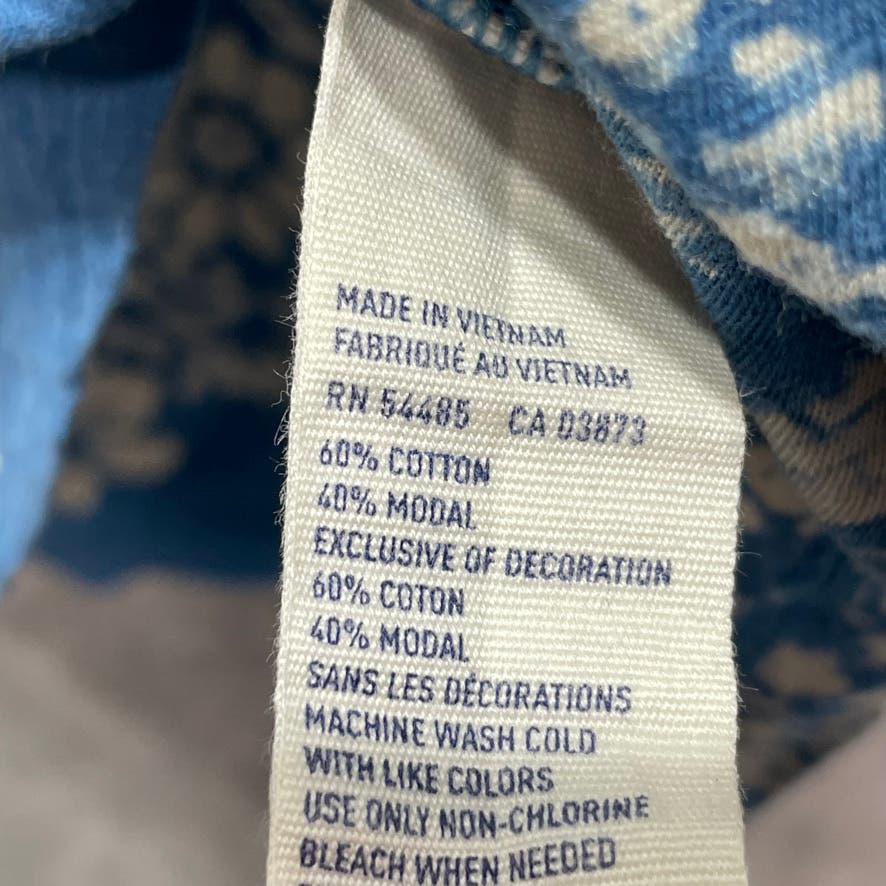 MADE IN VIETNAM
FABRIQUÉ AU VIETNAM
RN 54485 CA 03873
60% COTTON
40% MODAL
EXCLUSIVE OF DECORATION
60% COTON
40% MODAL
SANS LES DÉCORATIONS
MACHINE WASH COLD
WITH LIKE COLORS
USE ONLY NON-CHLORINE
BLEACH WHEN NEEDED